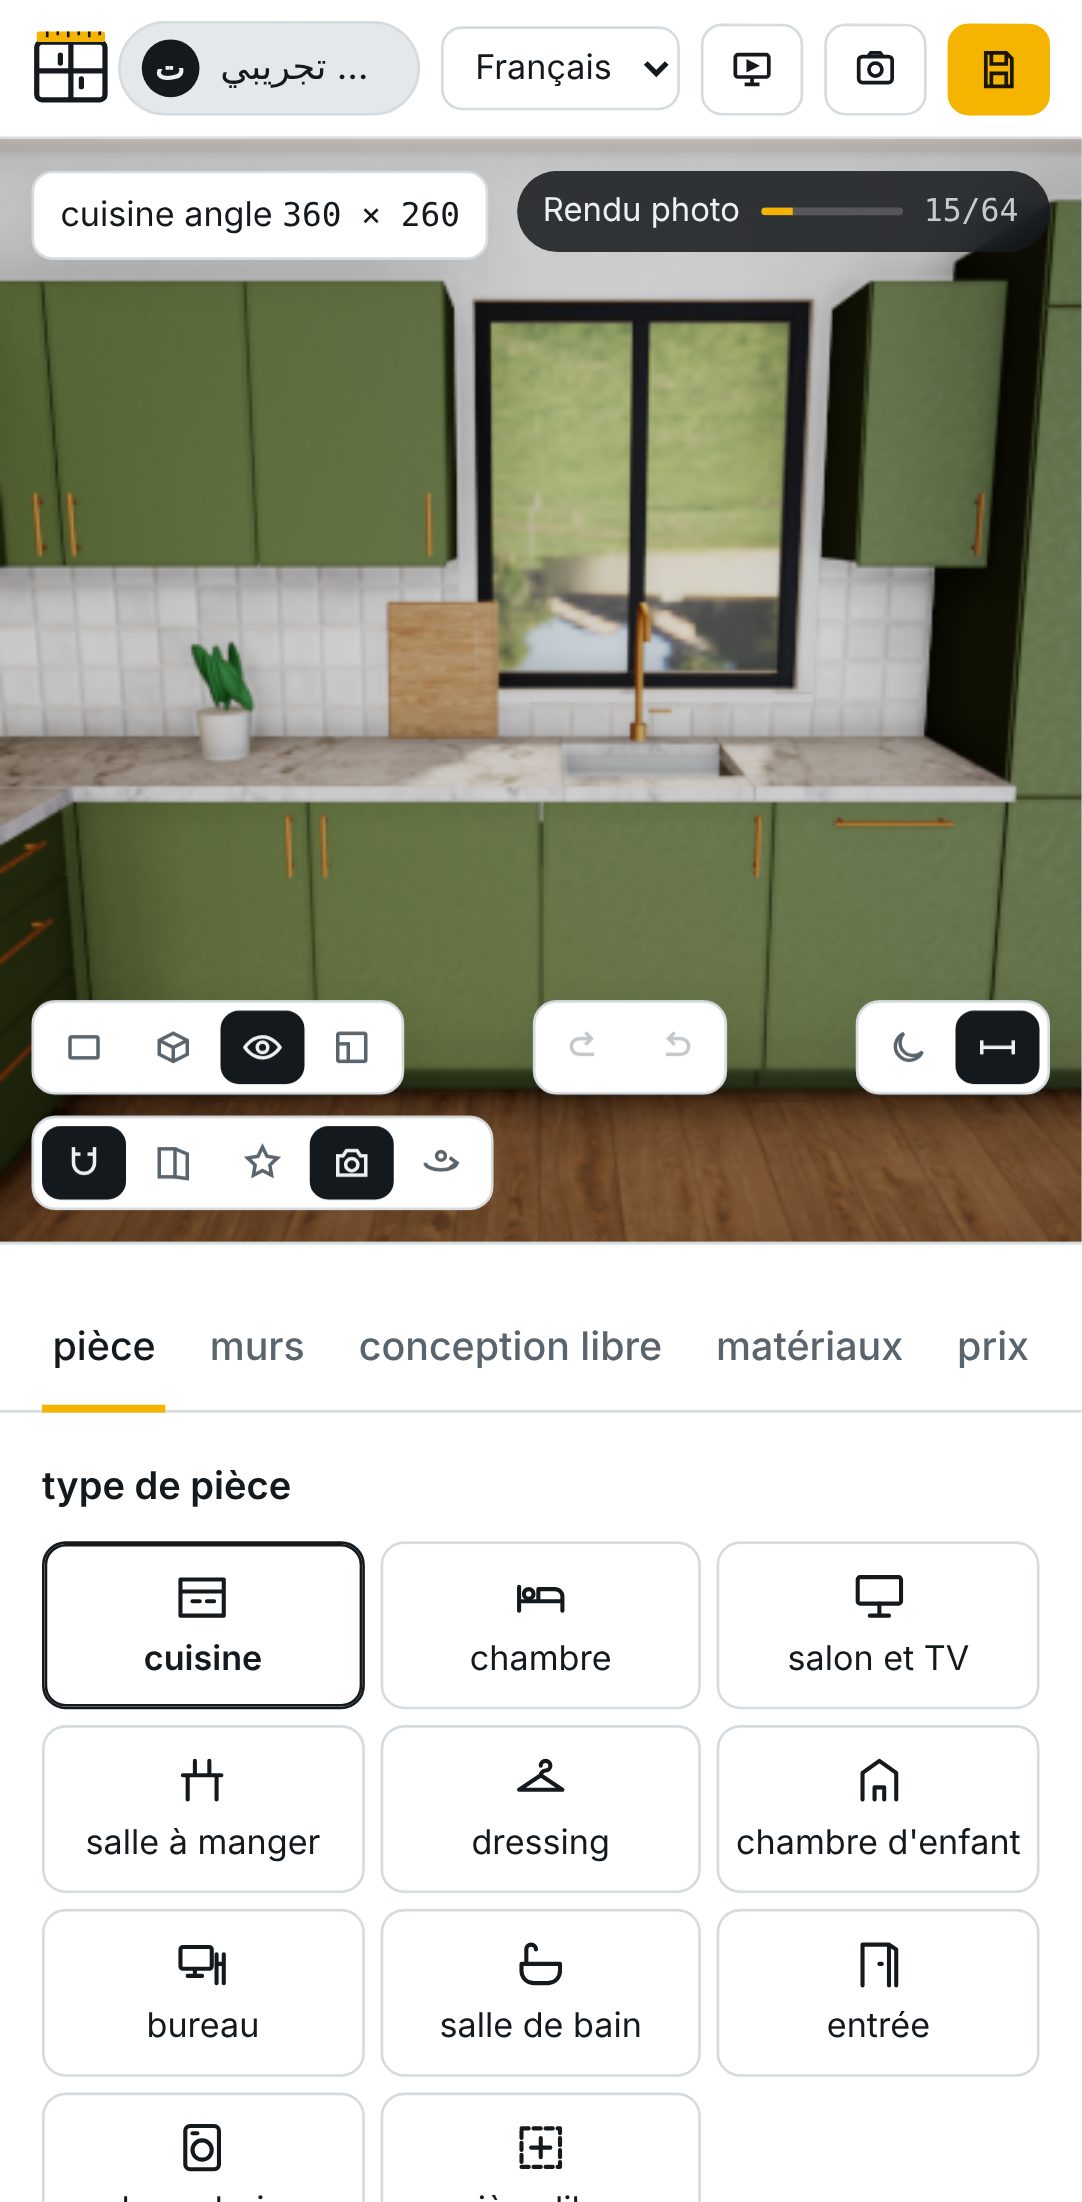 ت تجريبي ...
Français
cuisine angle 360 × 260
Rendu photo 15/64
pièce murs conception libre matériaux prix
type de pièce
cuisine chambre salon et TV
salle à manger dressing chambre d'enfant
bureau salle de bain entrée